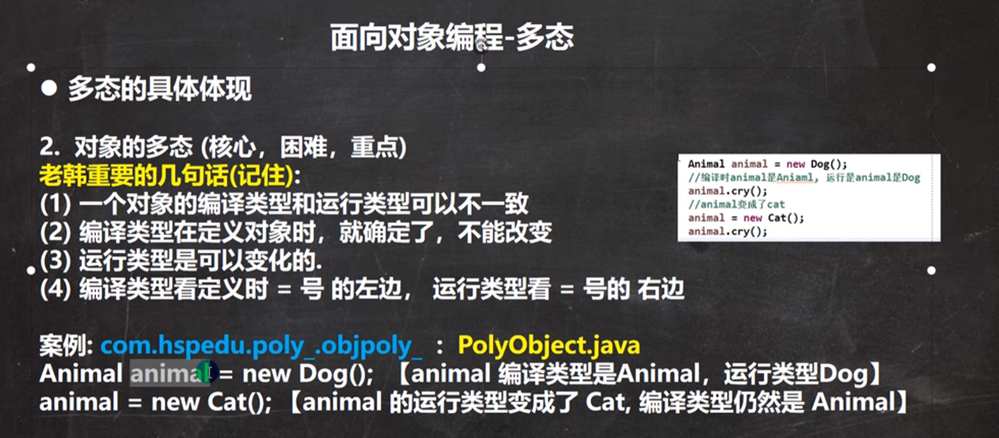 面向对象编程-多态
● 多态的具体体现
2. 对象的多态 (核心，困难，重点)
老韩重要的几句话(记住):
(1) 一个对象的编译类型和运行类型可以不一致
(2) 编译类型在定义对象时，就确定了，不能改变
(3) 运行类型是可以变化的.
(4) 编译类型看定义时 = 号 的左边， 运行类型看 = 号的 右边
Animal animal = new Dog();
//编译时animal是Aniaml, 运行是animal是Dog
animal.cry();
//animal变成了cat
animal = new Cat();
animal.cry();
案例: com.hspedu.poly_.objpoly_ ： PolyObject.java
Animal animal = new Dog(); 【animal 编译类型是Animal，运行类型Dog】
animal = new Cat(); 【animal 的运行类型变成了 Cat, 编译类型仍然是 Animal】